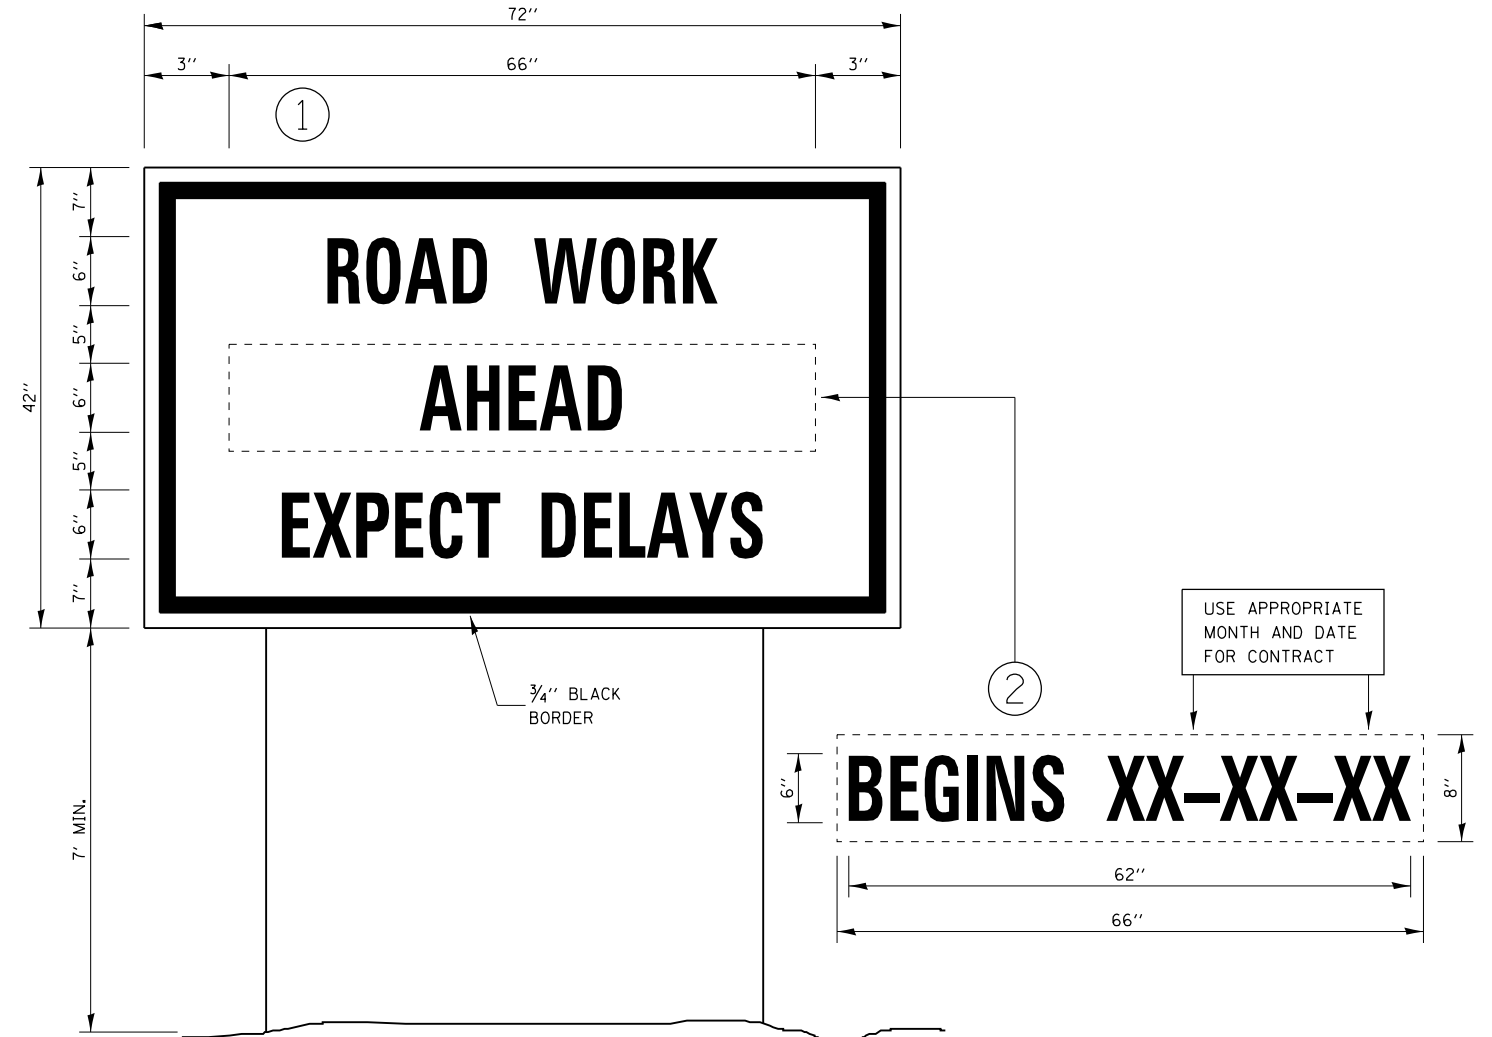 72''
3'' 66'' 3''
1
7''
6''
5''
6''
5''
6''
7''
42''
ROAD WORK
AHEAD
EXPECT DELAYS
¾'' BLACK
BORDER
7' MIN.
2
USE APPROPRIATE
MONTH AND DATE
FOR CONTRACT
6''
BEGINS XX-XX-XX
8''
62''
66''